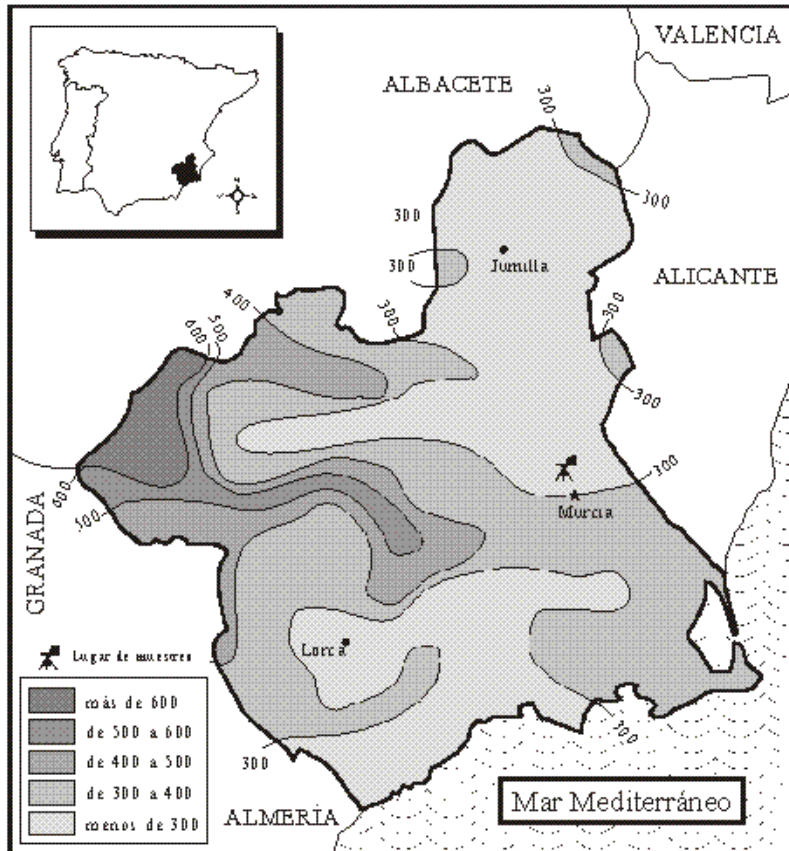 VALENCIA
ALBACETE
300
300
300
300
Jumilla
ALICANTE
400
500
600
300
300
300
300
Murcia
600
500
GRANADA
Lorca
Lugar de muestreo
más de 600
de 500 a 600
de 400 a 500
de 300 a 400
menos de 300
300
300
ALMERÍA
Mar Mediterráneo